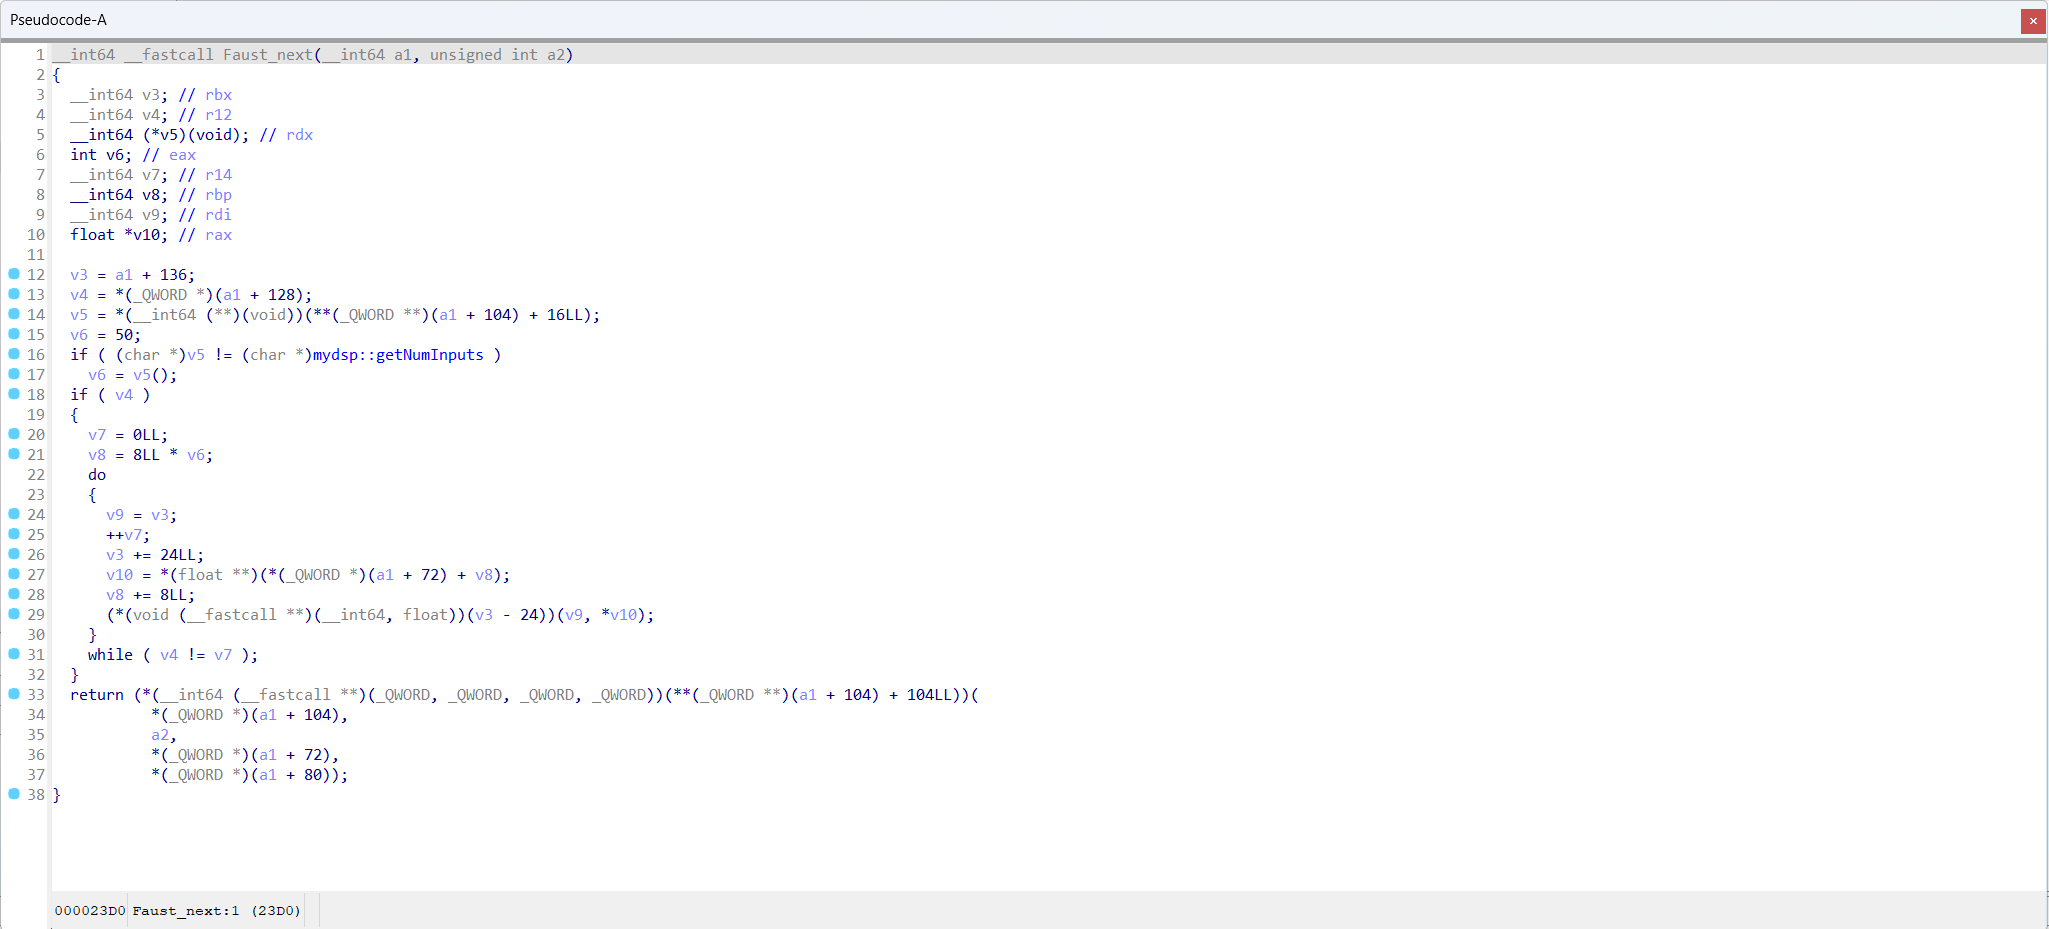 Pseudocode-A
×
1 __int64 __fastcall Faust_next(__int64 a1, unsigned int a2)
2 {
3 __int64 v3; // rbx
4 __int64 v4; // r12
5 __int64 (*v5)(void); // rdx
6 int v6; // eax
7 __int64 v7; // r14
8 __int64 v8; // rbp
9 __int64 v9; // rdi
10 float *v10; // rax
11
12 v3 = a1 + 136;
13 v4 = *(_QWORD *)(a1 + 128);
14 v5 = *(__int64 (**)(void))(**(_QWORD **)(a1 + 104) + 16LL);
15 v6 = 50;
16 if ( (char *)v5 != (char *)mydsp::getNumInputs )
17 v6 = v5();
18 if ( v4 )
19 {
20 v7 = 0LL;
21 v8 = 8LL * v6;
22 do
23 {
24 v9 = v3;
25 ++v7;
26 v3 += 24LL;
27 v10 = *(float **)(*(_QWORD *)(a1 + 72) + v8);
28 v8 += 8LL;
29 (*(void (__fastcall **)(__int64, float))(v3 - 24))(v9, *v10);
30 }
31 while ( v4 != v7 );
32 }
33 return (*(__int64 (__fastcall **)(_QWORD, _QWORD, _QWORD, _QWORD))(**(_QWORD **)(a1 + 104) + 104LL))(
34 *(_QWORD *)(a1 + 104),
35 a2,
36 *(_QWORD *)(a1 + 72),
37 *(_QWORD *)(a1 + 80));
38 }
000023D0 Faust_next:1 (23D0)